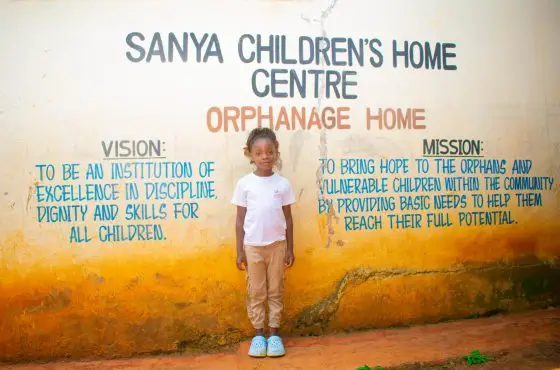 SANYA CHILDREN'S HOME
CENTRE
ORPHANAGE HOME
VISION:
TO BE AN INSTITUTION OF
EXCELLENCE IN DISCIPLINE,
DIGNITY AND SKILLS FOR
ALL CHILDREN.
MISSION:
TO BRING HOPE TO THE ORPHANS AND
VULNERABLE CHILDREN WITHIN THE COMMUNITY
BY PROVIDING BASIC NEEDS TO HELP THEM
REACH THEIR FULL POTENTIAL.